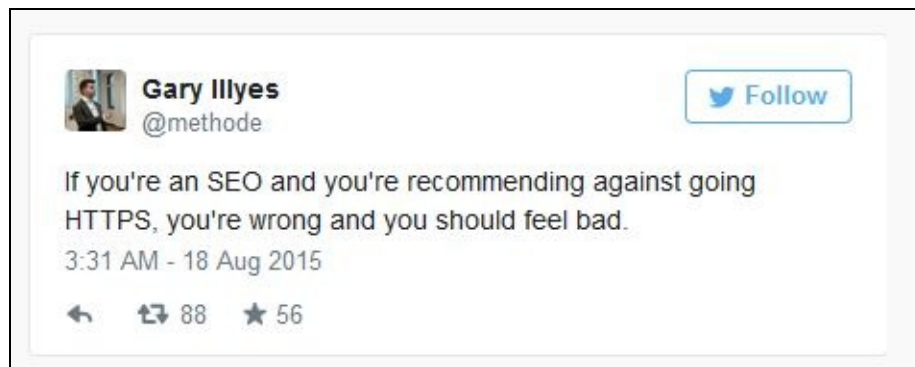 Gary Illyes
@methode
Follow
If you're an SEO and you're recommending against going
HTTPS, you're wrong and you should feel bad.
3:31 AM - 18 Aug 2015
88 56